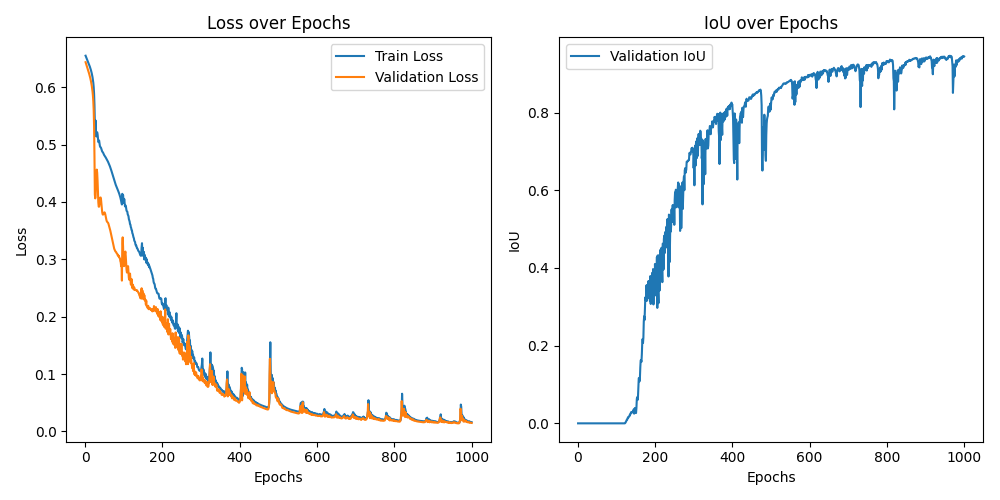 Loss over Epochs
Train Loss
Validation Loss
0.6
0.5
0.4
0.3
0.2
0.1
0.0
Loss
0 200 400 600 800 1000
Epochs
IoU over Epochs
Validation IoU
0.8
0.6
0.4
0.2
0.0
IoU
0 200 400 600 800 1000
Epochs